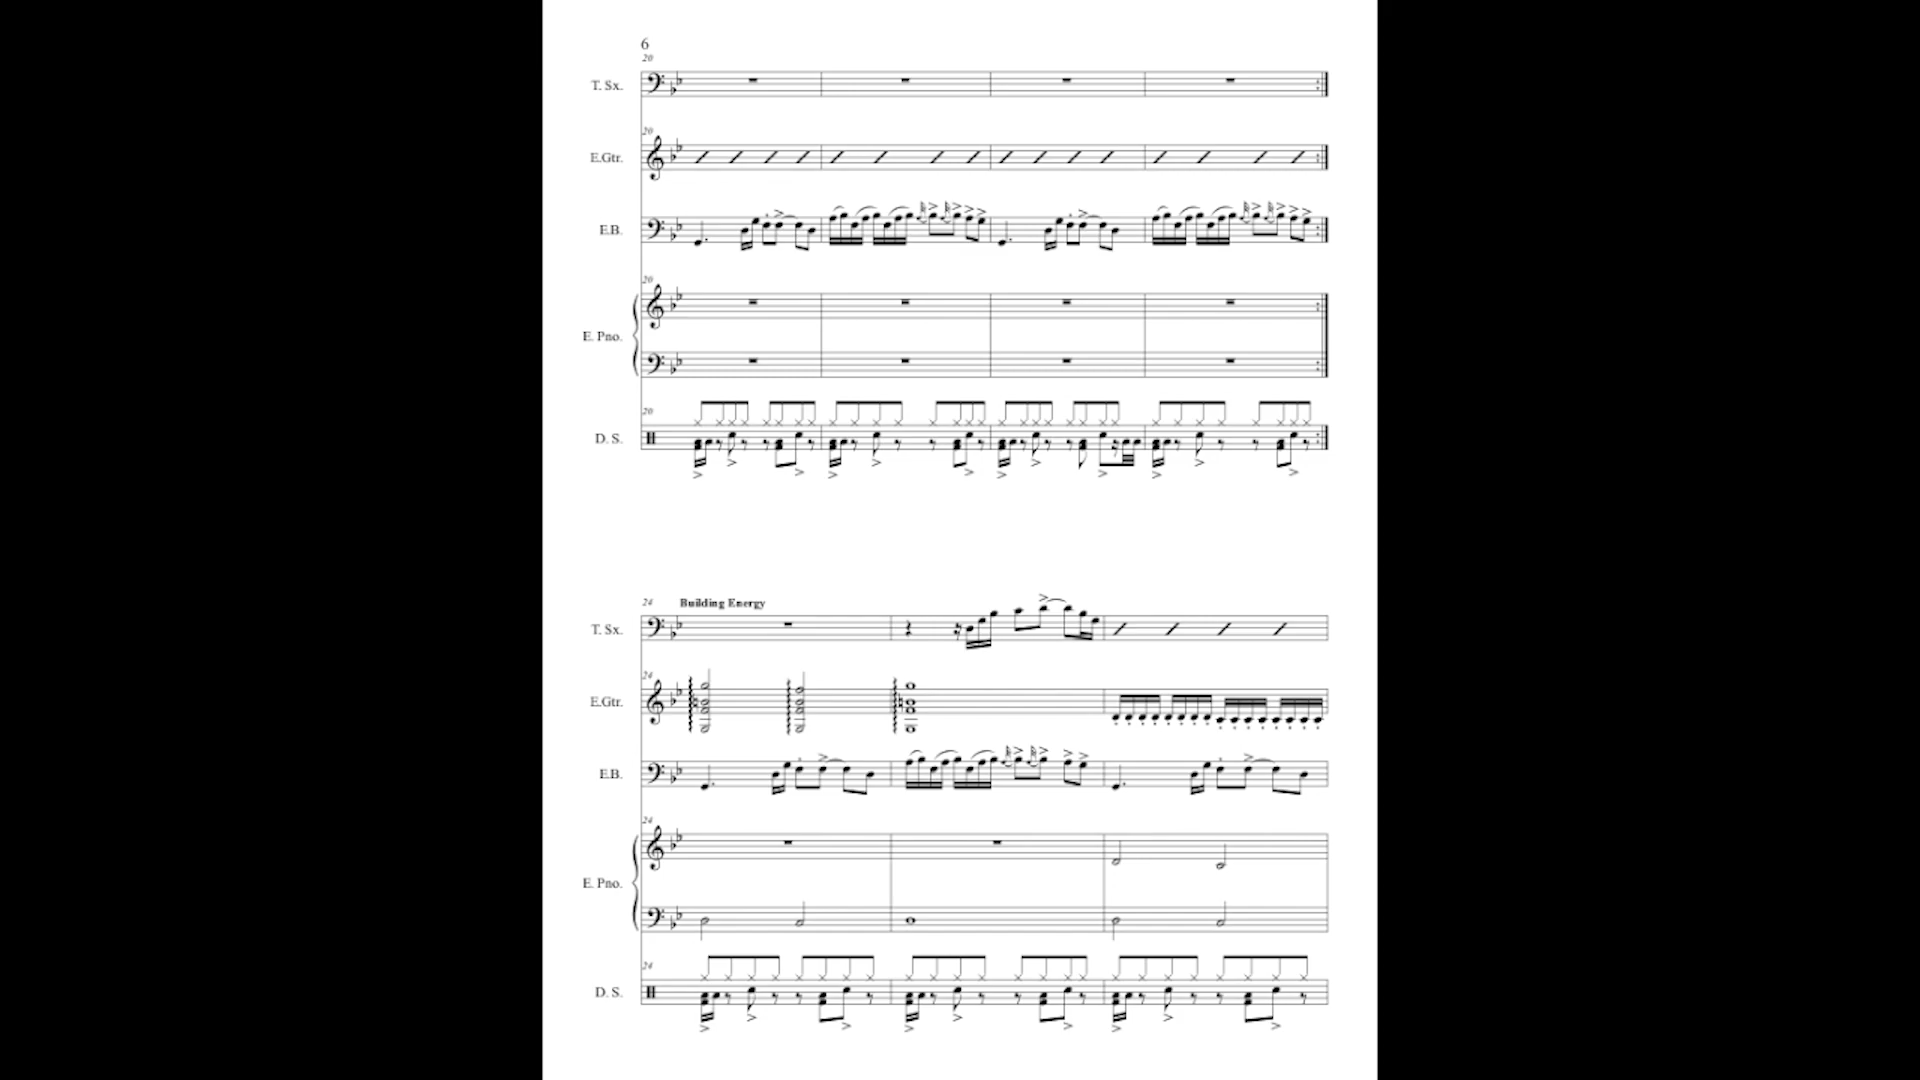 6
20
T. Sx.
20
E.Gtr.
E.B.
20
E. Pno.
20
D. S.
24 Building Energy
T. Sx.
24
E.Gtr.
E.B.
24
E. Pno.
24
D. S.